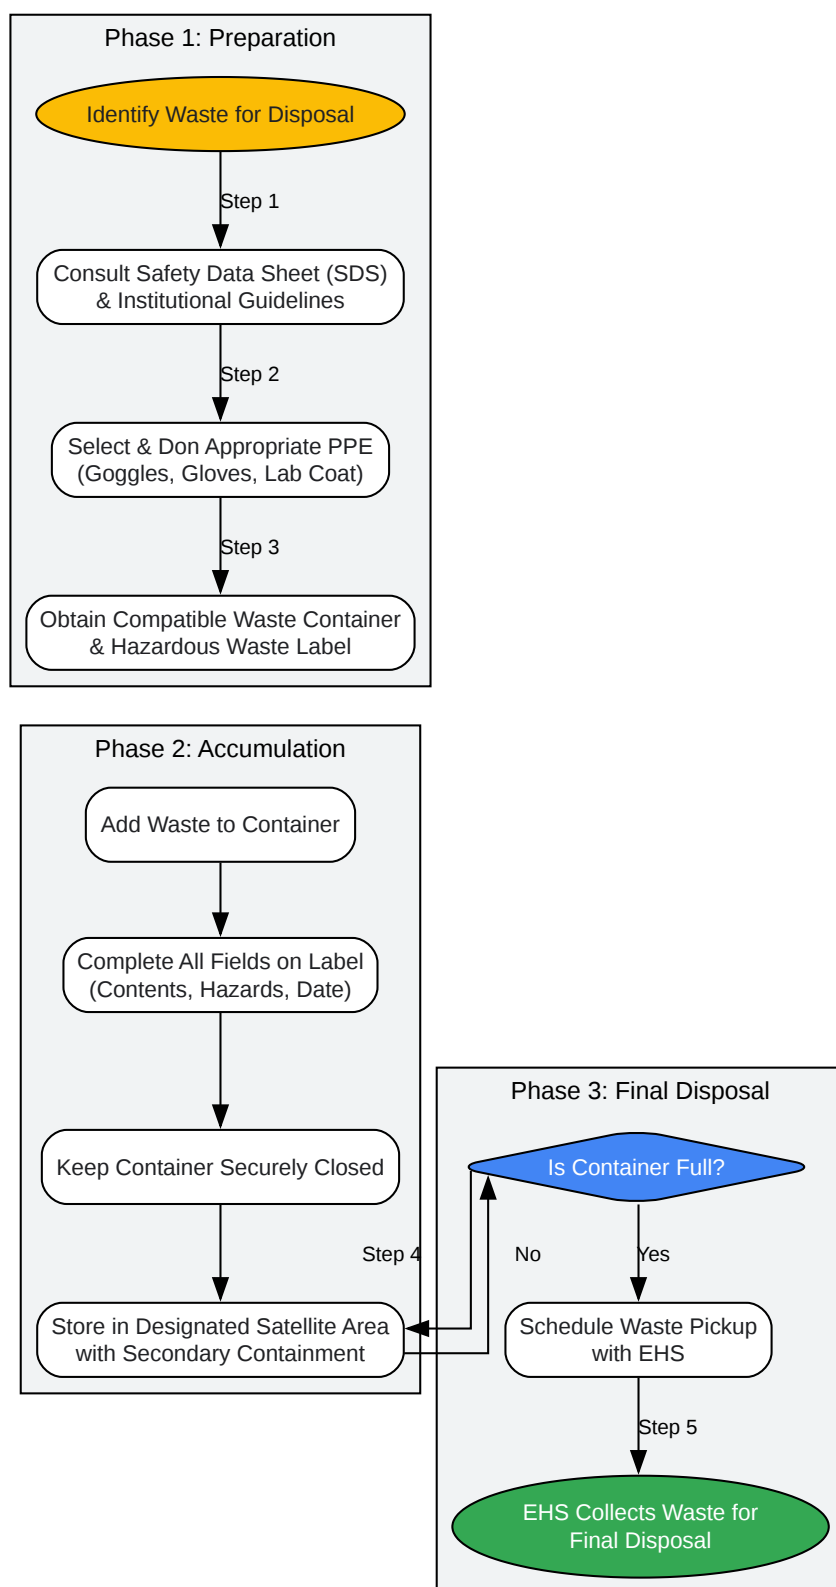 Phase 1: Preparation
Identify Waste for Disposal
Step 1
Consult Safety Data Sheet (SDS)
& Institutional Guidelines
Step 2
Select & Don Appropriate PPE
(Goggles, Gloves, Lab Coat)
Step 3
Obtain Compatible Waste Container
& Hazardous Waste Label
Phase 2: Accumulation
Add Waste to Container
Complete All Fields on Label
(Contents, Hazards, Date)
Keep Container Securely Closed
Step 4
Store in Designated Satellite Area
with Secondary Containment
Phase 3: Final Disposal
Is Container Full?
No
Yes
Schedule Waste Pickup
with EHS
Step 5
EHS Collects Waste for
Final Disposal